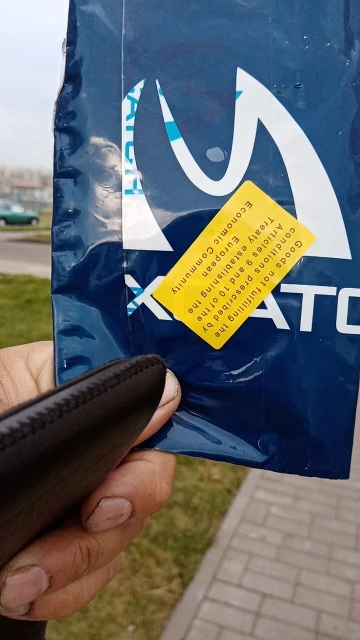 Goods not fulfilling the
conditions prescribed by
Articles 9 and 10 of the
Treaty establishing the
European
Economic Community